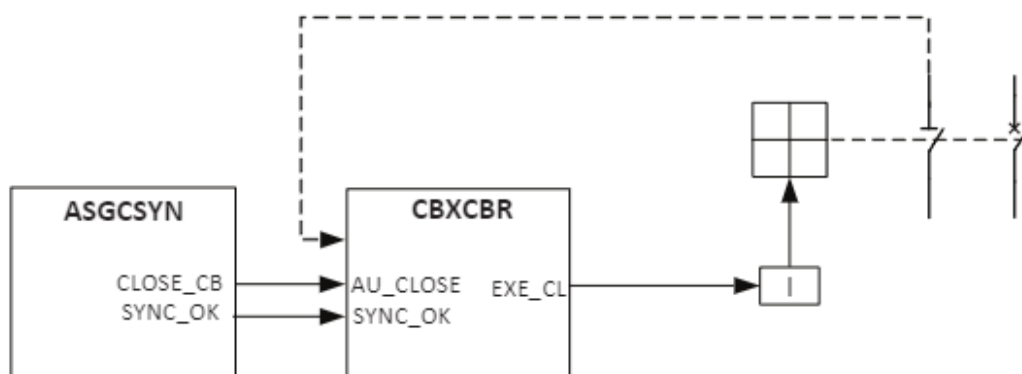 ASGCSYN
CBXCBR
CLOSE_CB
SYNC_OK
AU_CLOSE
EXE_CL
SYNC_OK
I